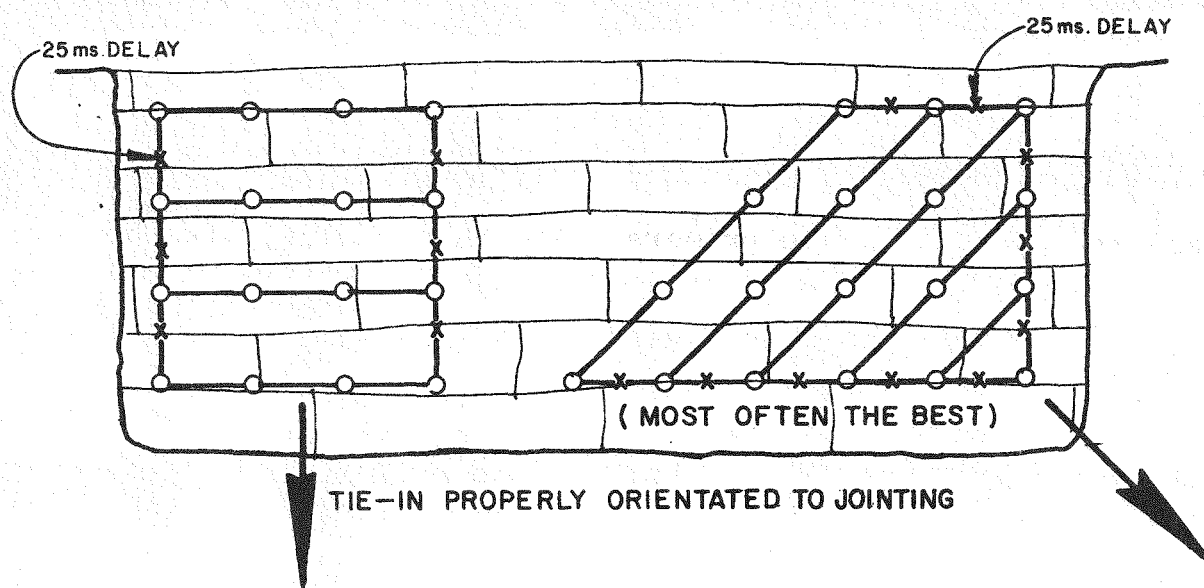 25 ms. DELAY
25 ms. DELAY
(MOST OFTEN THE BEST)
TIE-IN PROPERLY ORIENTATED TO JOINTING